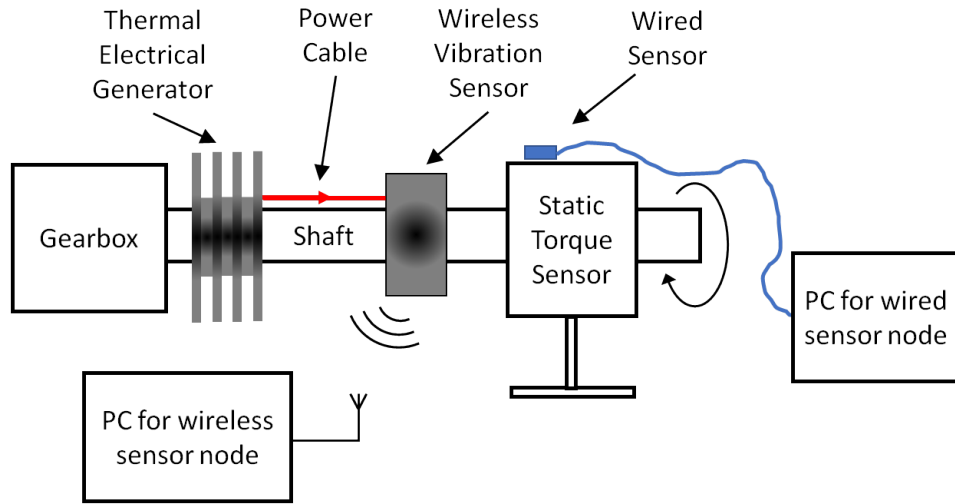 Thermal
Electrical
Generator
Power
Cable
Wireless
Vibration
Sensor
Wired
Sensor
Gearbox
Shaft
Static
Torque
Sensor
PC for wired
sensor node
PC for wireless
sensor node